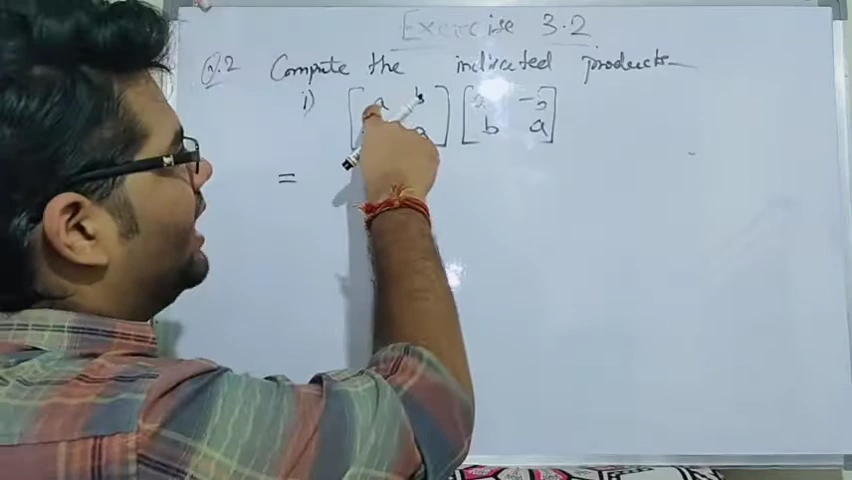 Exercise 3.2
Q.2 Compute the indicated products
i) [ a b [ -b
a ] b a ]
=